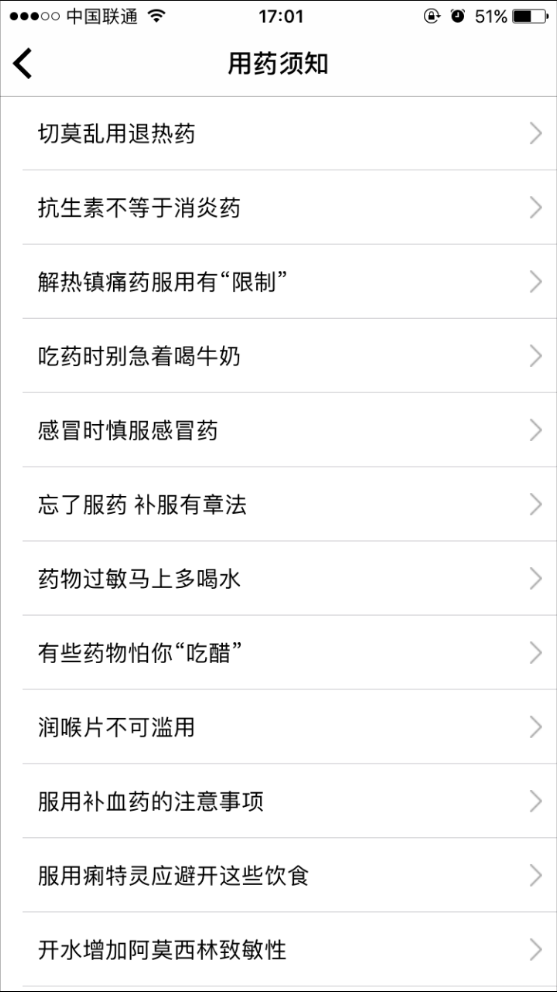 中国联通 17:01 51%
用药须知
切莫乱用退热药
抗生素不等于消炎药
解热镇痛药服用有“限制”
吃药时别急着喝牛奶
感冒时慎服感冒药
忘了服药 补服有章法
药物过敏马上多喝水
有些药物怕你“吃醋”
润喉片不可滥用
服用补血药的注意事项
服用痢特灵应避开这些饮食
开水增加阿莫西林致敏性